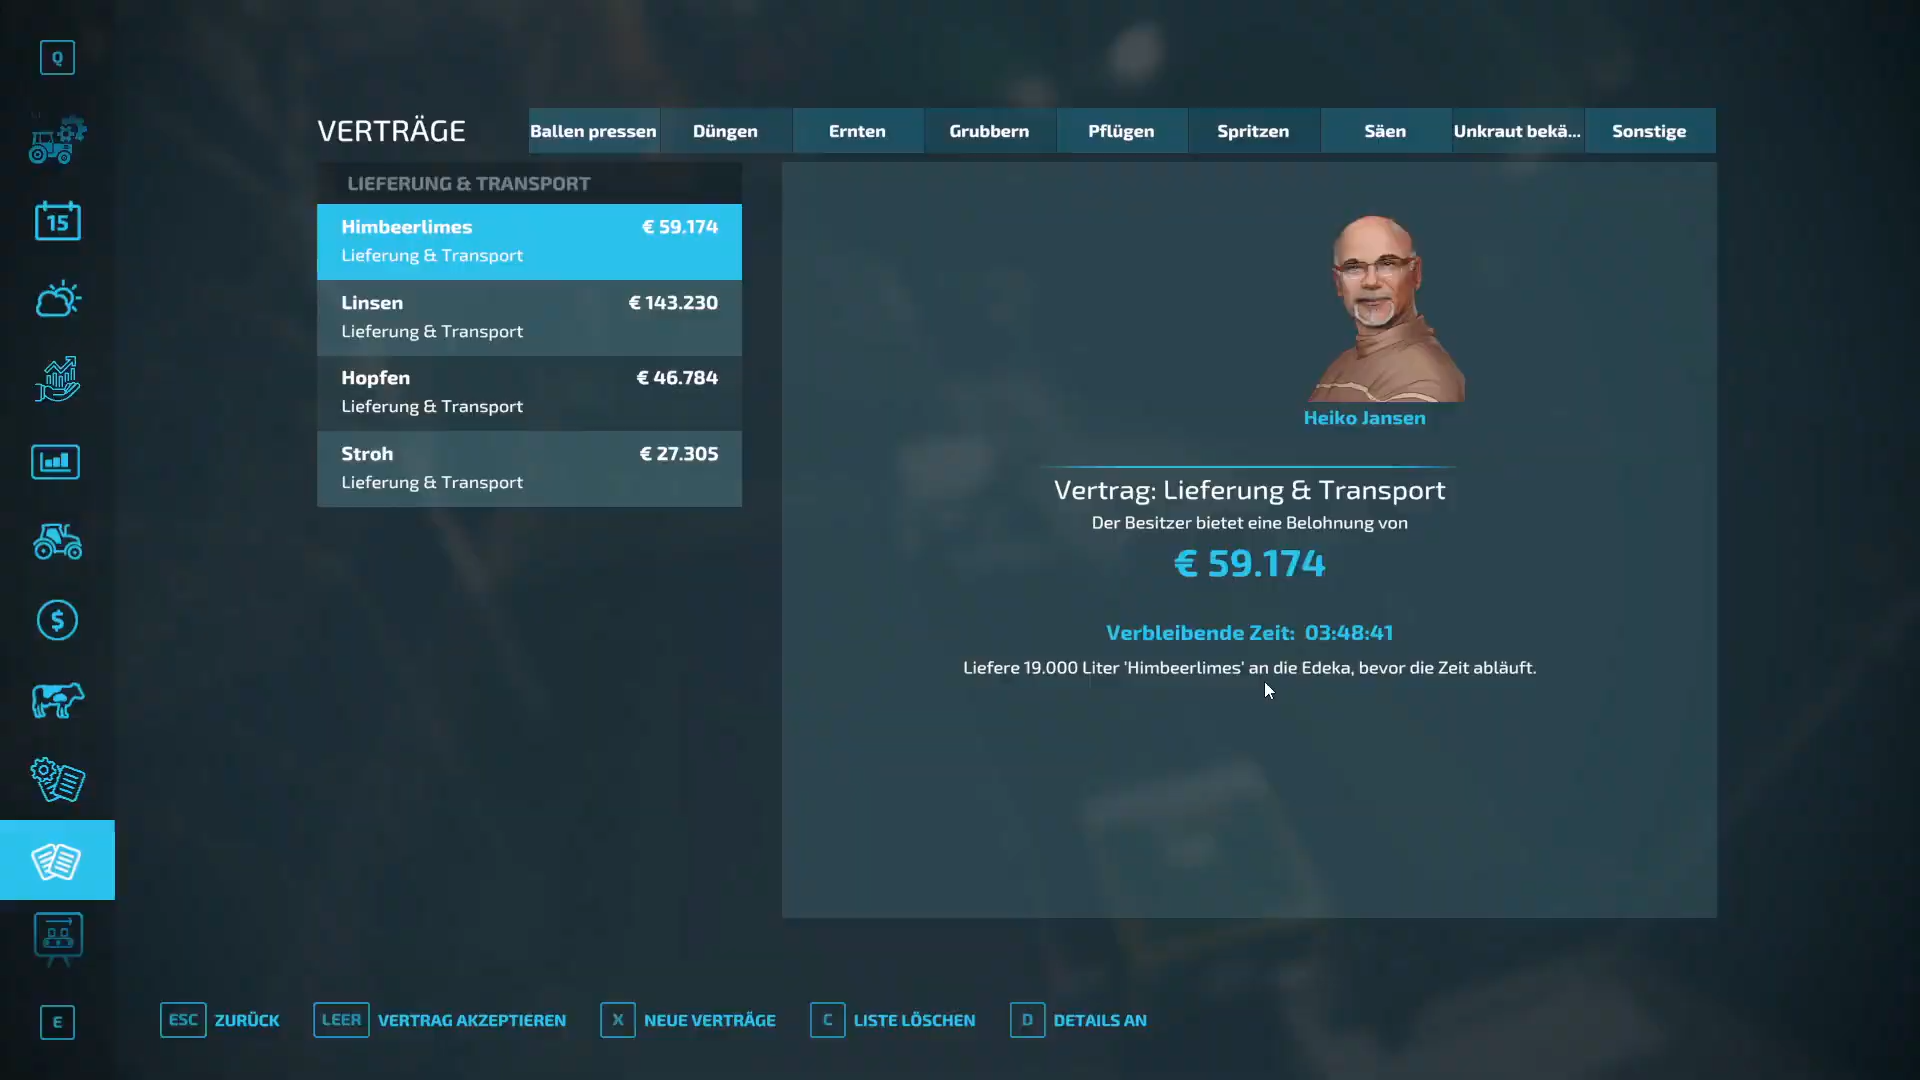 Q
VERTRÄGE
Ballen pressen
Düngen
Ernten
Grubbern
Pflügen
Spritzen
Säen
Unkraut bekä...
Sonstige
LIEFERUNG & TRANSPORT
Himbeerlimes € 59.174
Lieferung & Transport
Linsen € 143.230
Lieferung & Transport
Hopfen € 46.784
Lieferung & Transport
Stroh € 27.305
Lieferung & Transport
15
$
Heiko Jansen
Vertrag: Lieferung & Transport
Der Besitzer bietet eine Belohnung von
€ 59.174
Verbleibende Zeit: 03:48:41
Liefere 19.000 Liter 'Himbeerlimes' an die Edeka, bevor die Zeit abläuft.
E
ESC ZURÜCK
LEER VERTRAG AKZEPTIEREN
X NEUE VERTRÄGE
C LISTE LÖSCHEN
D DETAILS AN